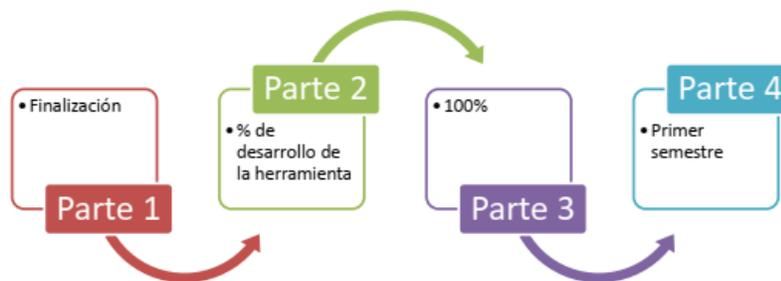 • Finalización
Parte 1
Parte 2
• % de
desarrollo de
la herramienta
• 100%
Parte 3
Parte 4
• Primer
semestre